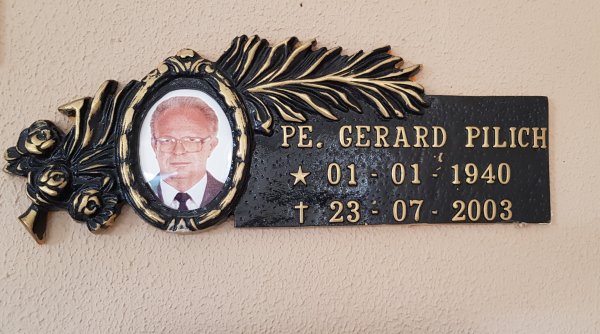 PE. GERARD PILICH
★ 01 - 01 - 1940
✝ 23 - 07 - 2003